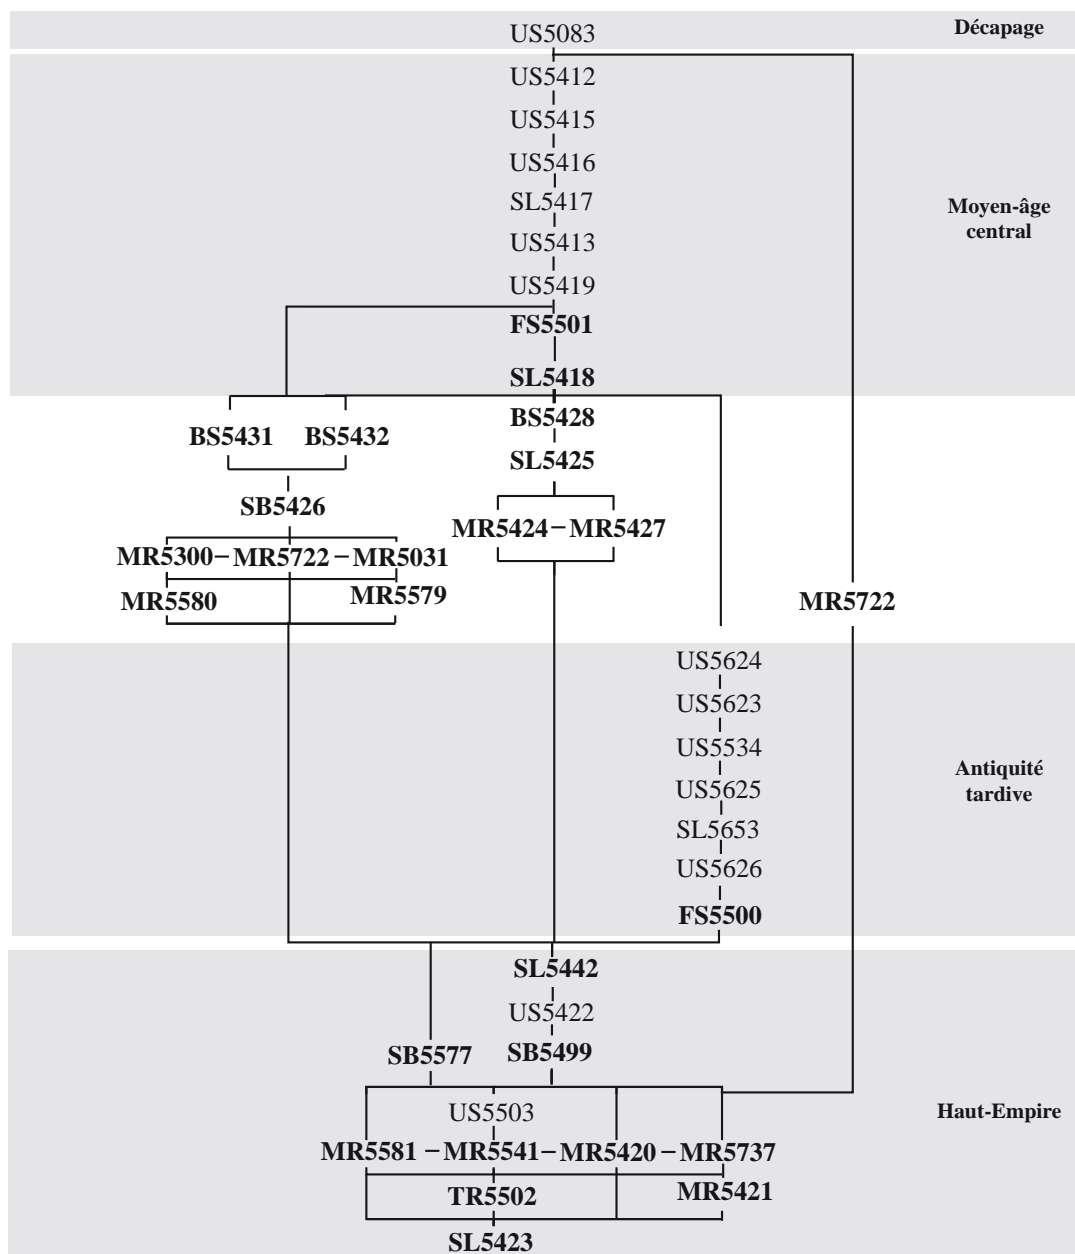 US5083
Décapage
US5412
US5415
US5416
SL5417
Moyen-âge
central
US5413
US5419
FS5501
SL5418
BS5428
BS5431 BS5432
SL5425
SB5426
MR5424 – MR5427
MR5300 – MR5722 – MR5031
MR5580 MR5579
MR5722
US5624
US5623
US5534
Antiquité
tardive
US5625
SL5653
US5626
FS5500
SL5442
US5422
SB5577 SB5499
US5503
Haut-Empire
MR5581 – MR5541 – MR5420 – MR5737
TR5502 MR5421
SL5423